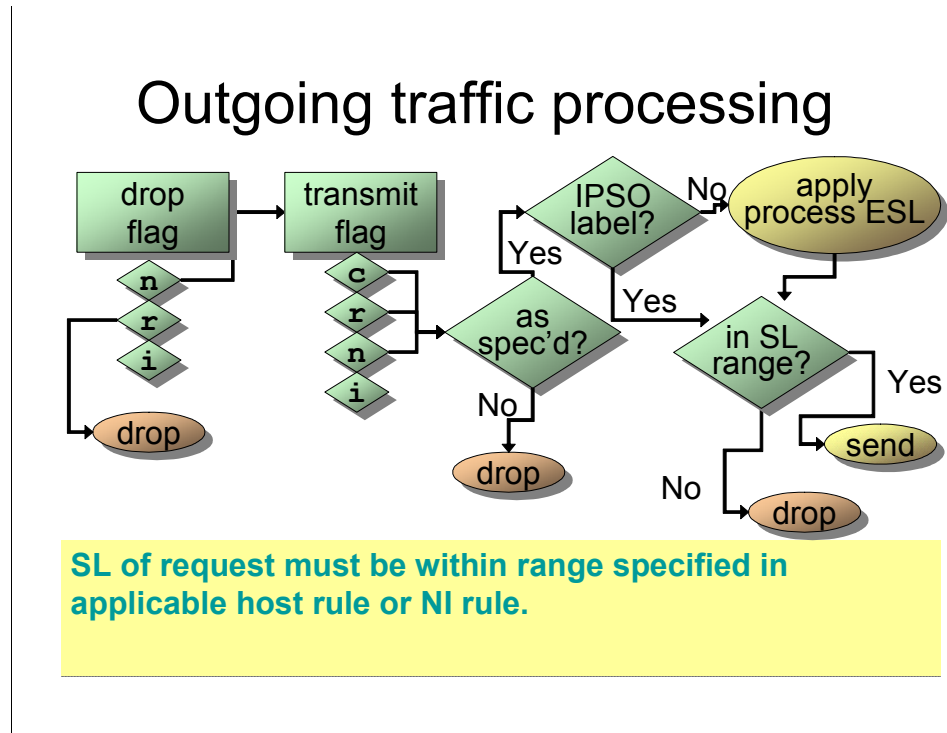 Outgoing traffic processing
drop
flag
n
r
i
drop
transmit
flag
c
r
n
i
as
spec’d?
Yes
No
drop
IPSO
label?
No
Yes
apply
process ESL
in SL
range?
Yes
send
No
drop
SL of request must be within range specified in
applicable host rule or NI rule.